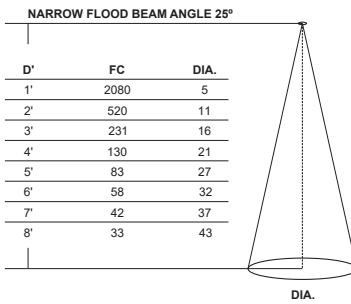 NARROW FLOOD BEAM ANGLE 25º
D' FC DIA.
1' 2080 5
2' 520 11
3' 231 16
4' 130 21
5' 83 27
6' 58 32
7' 42 37
8' 33 43
DIA.